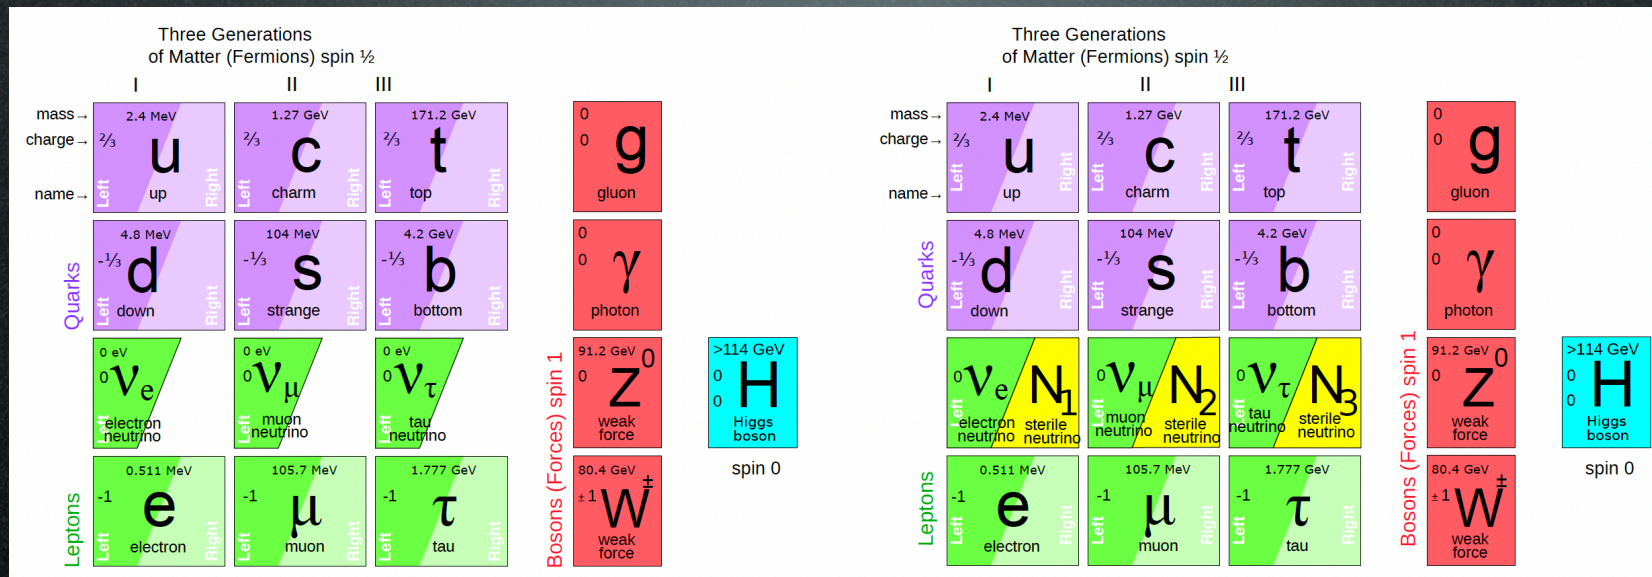 Three Generations
of Matter (Fermions) spin ½
I II III
mass→
charge→
name→
2.4 MeV
⅔
u
up
Left
Right
1.27 GeV
⅔
c
charm
Left
Right
171.2 GeV
⅔
t
top
Left
Right
0
0
g
gluon
Quarks
4.8 MeV
-⅓
d
down
Left
Right
104 MeV
-⅓
s
strange
Left
Right
4.2 GeV
-⅓
b
bottom
Left
Right
0
0
γ
photon
0 eV
0
νe
electron
neutrino
Left
0 eV
0
νμ
muon
neutrino
Left
0 eV
0
ντ
tau
neutrino
Left
91.2 GeV
0
Z0
weak
force
>114 GeV
0
0
H
Higgs
boson
spin 0
Leptons
0.511 MeV
-1
e
electron
Left
Right
105.7 MeV
-1
μ
muon
Left
Right
1.777 GeV
-1
τ
tau
Left
Right
80.4 GeV
±1
W±
weak
force
Bosons (Forces) spin 1
Three Generations
of Matter (Fermions) spin ½
I II III
mass→
charge→
name→
2.4 MeV
⅔
u
up
Left
Right
1.27 GeV
⅔
c
charm
Left
Right
171.2 GeV
⅔
t
top
Left
Right
0
0
g
gluon
Quarks
4.8 MeV
-⅓
d
down
Left
Right
104 MeV
-⅓
s
strange
Left
Right
4.2 GeV
-⅓
b
bottom
Left
Right
0
0
γ
photon
0
νe
electron
neutrino
Left
N1
sterile
neutrino
0
νμ
muon
neutrino
Left
N2
sterile
neutrino
0
ντ
tau
neutrino
Left
N3
sterile
neutrino
91.2 GeV
0
Z0
weak
force
>114 GeV
0
0
H
Higgs
boson
spin 0
Leptons
0.511 MeV
-1
e
electron
Left
Right
105.7 MeV
-1
μ
muon
Left
Right
1.777 GeV
-1
τ
tau
Left
Right
80.4 GeV
±1
W±
weak
force
Bosons (Forces) spin 1